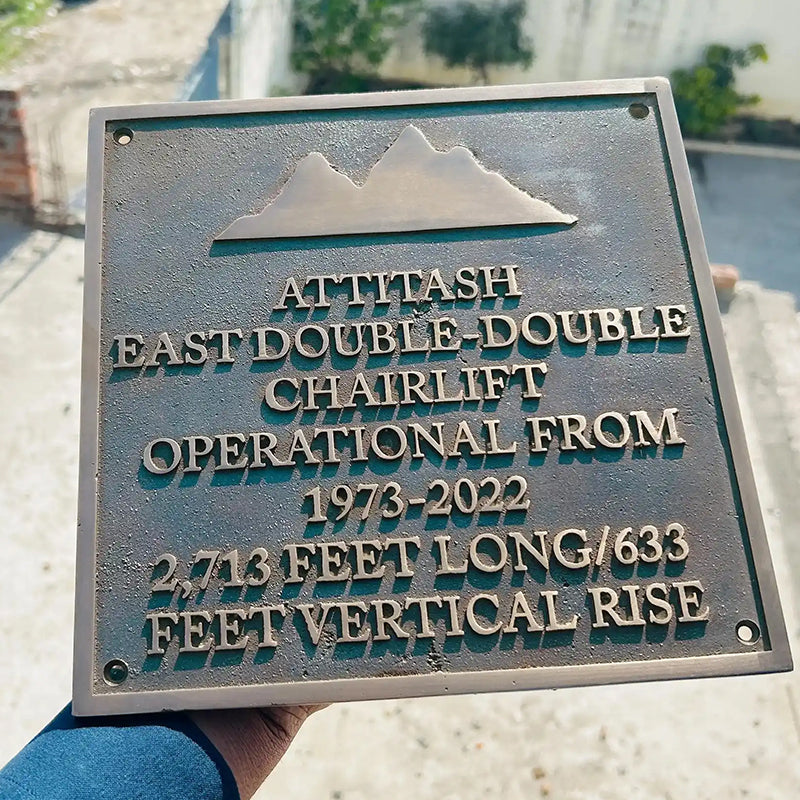 ATTITASH
EAST DOUBLE-DOUBLE
CHAIRLIFT
OPERATIONAL FROM
1973-2022
2,713 FEET LONG/633
FEET VERTICAL RISE